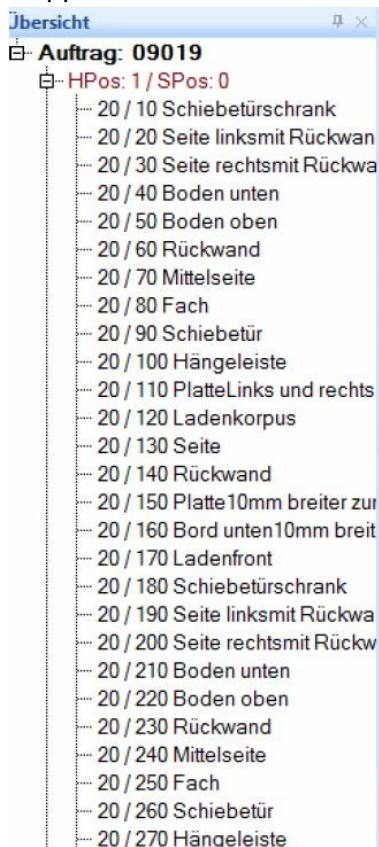 Übersicht
Auftrag: 09019
HPos: 1 / SPos: 0
20 / 10 Schiebetürschrank
20 / 20 Seite linksmit Rückwan
20 / 30 Seite rechtsmit Rückwa
20 / 40 Boden unten
20 / 50 Boden oben
20 / 60 Rückwand
20 / 70 Mittelseite
20 / 80 Fach
20 / 90 Schiebetür
20 / 100 Hängeleiste
20 / 110 PlatteLinks und rechts
20 / 120 Ladenkorpus
20 / 130 Seite
20 / 140 Rückwand
20 / 150 Platte10mm breiter zur
20 / 160 Bord unten10mm breit
20 / 170 Ladenfront
20 / 180 Schiebetürschrank
20 / 190 Seite linksmit Rückwa
20 / 200 Seite rechtsmit Rückw
20 / 210 Boden unten
20 / 220 Boden oben
20 / 230 Rückwand
20 / 240 Mittelseite
20 / 250 Fach
20 / 260 Schiebetür
20 / 270 Hängeleiste